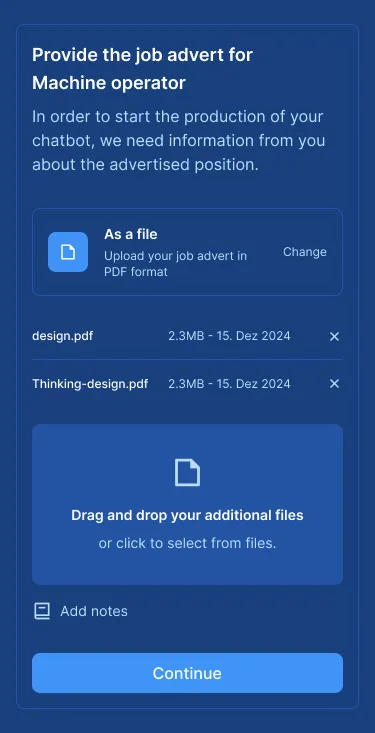 Provide the job advert for
Machine operator
In order to start the production of your
chatbot, we need information from you
about the advertised position.
As a file
Upload your job advert in
PDF format
Change
design.pdf 2.3MB - 15. Dez 2024
Thinking-design.pdf 2.3MB - 15. Dez 2024
Drag and drop your additional files
or click to select from files.
Add notes
Continue